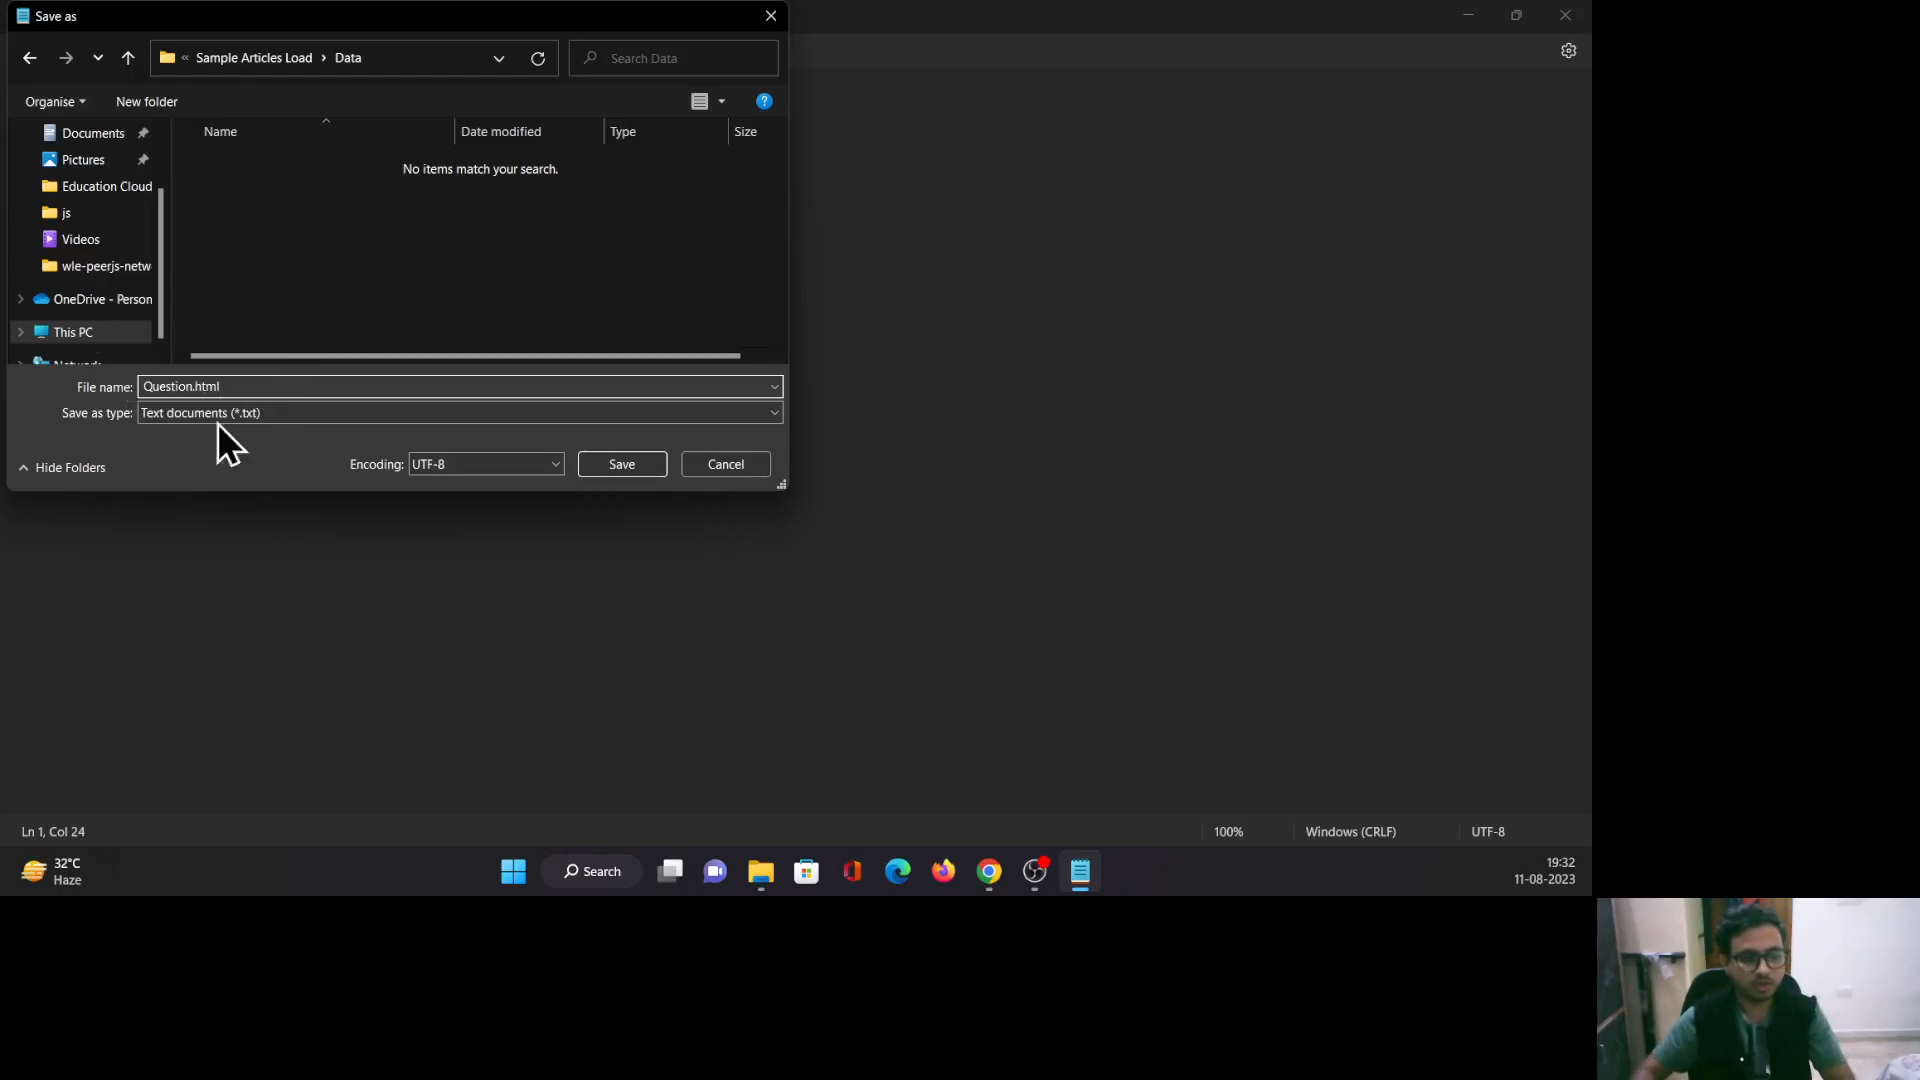 Save as
« Sample Articles Load › Data
Search Data
Organise
New folder
Name
Date modified
Type
Size
No items match your search.
Documents
Pictures
Education Cloud
js
Videos
wle-peerjs-netw
OneDrive - Person
This PC
Network
File name: Question.html
Save as type: Text documents (*.txt)
Hide Folders
Encoding: UTF-8
Save
Cancel
Ln 1, Col 24
100%
Windows (CRLF)
UTF-8
32°C
Haze
Search
19:32
11-08-2023